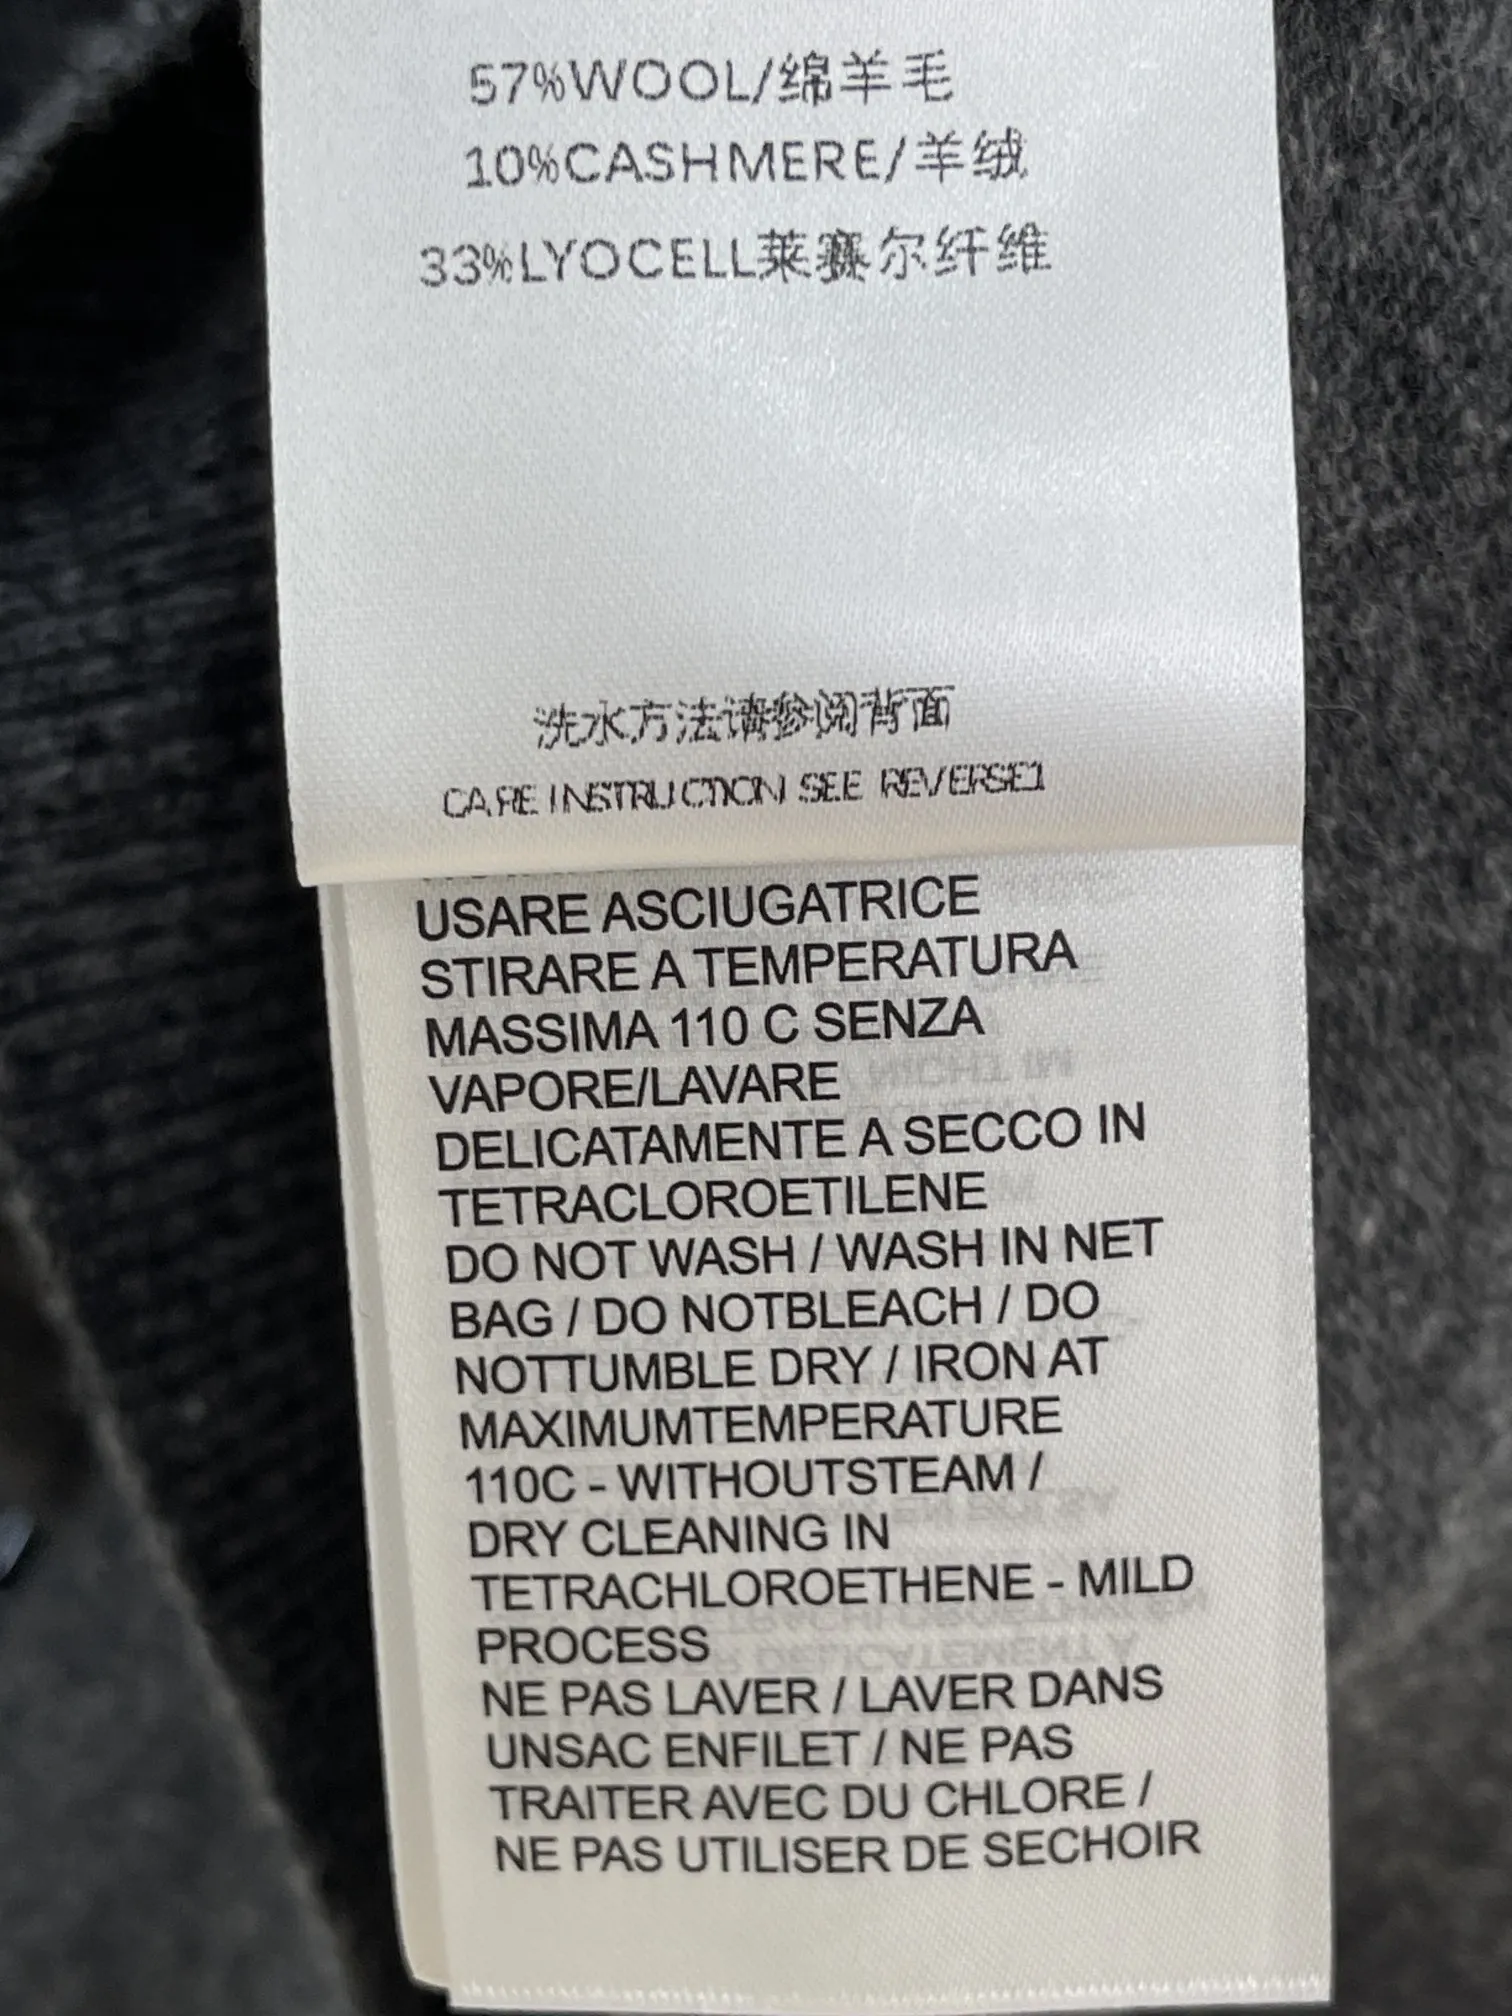 57%WOOL/绵羊毛
10%CASHMERE/羊绒
33%LYOCELL莱赛尔纤维
洗水方法请参阅背面
CARE INSTRUCTION SEE REVERSE1
USARE ASCIUGATRICE
STIRARE A TEMPERATURA
MASSIMA 110 C SENZA
VAPORE/LAVARE
DELICATAMENTE A SECCO IN
TETRACLOROETILENE
DO NOT WASH / WASH IN NET
BAG / DO NOTBLEACH / DO
NOTTUMBLE DRY / IRON AT
MAXIMUMTEMPERATURE
110C - WITHOUTSTEAM /
DRY CLEANING IN
TETRACHLOROETHENE - MILD
PROCESS
NE PAS LAVER / LAVER DANS
UNSAC ENFILET / NE PAS
TRAITER AVEC DU CHLORE /
NE PAS UTILISER DE SECHOIR